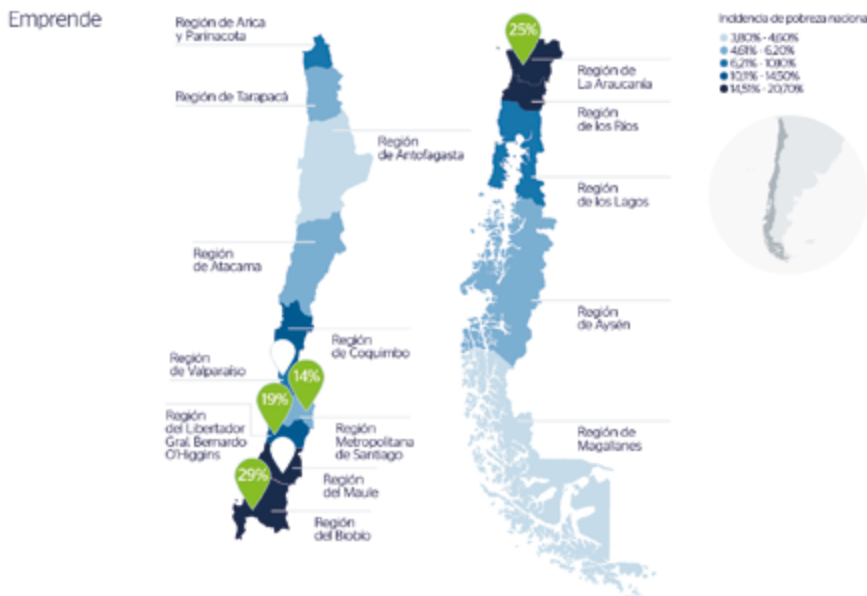 Emprende
Región de Arica
y Parinacota
Región de Tarapacá
Región
de Antofagasta
Región
de Atacama
Región
de Coquimbo
Región
de Valparaíso
14%
19%
Región
del Libertador
Gral. Bernardo
O'Higgins
Región
Metropolitana
de Santiago
29%
Región
del Maule
Región
del Biobío
25%
Región de
La Araucanía
Región
de los Ríos
Región
de los Lagos
Región
de Aysén
Región de
Magallanes
Incidencia de pobreza naciona
3,80% - 4,60%
4,61% - 6,20%
6,21% - 10,10%
10,11% - 14,50%
14,51% - 20,70%